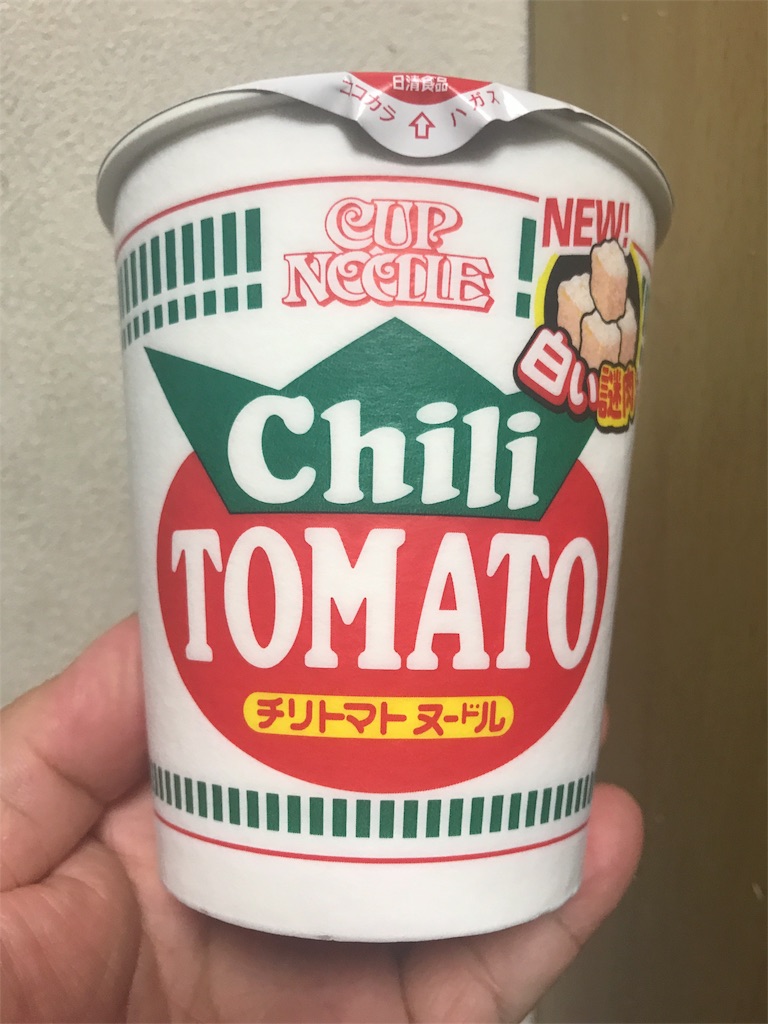 日清食品
ココカラ ハガス
CUP
NOODLE
NEW!
白い謎肉
Chili
TOMATO
チリトマト ヌードル